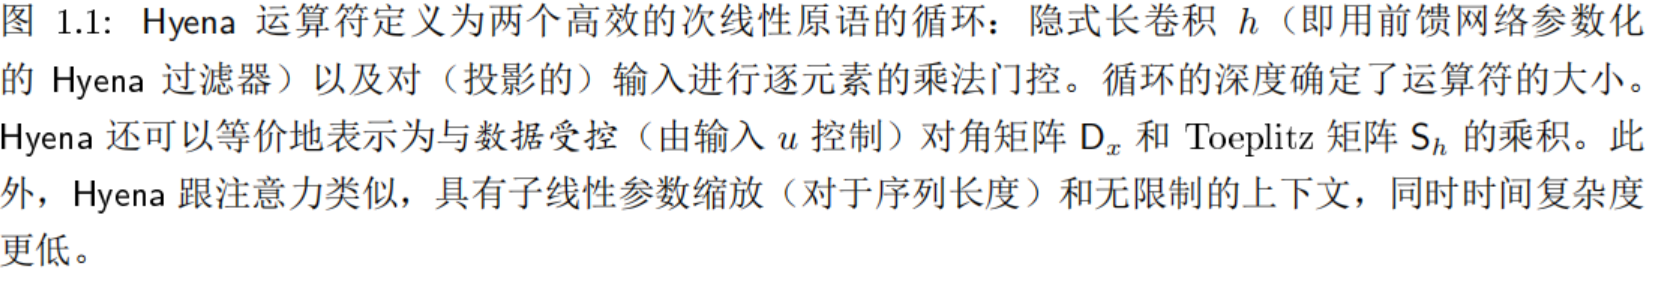 图 1.1: Hyena 运算符定义为两个高效的次线性原语的循环：隐式长卷积 h（即用前馈网络参数化
的 Hyena 过滤器）以及对（投影的）输入进行逐元素的乘法门控。循环的深度确定了运算符的大小。
Hyena 还可以等价地表示为与数据受控（由输入 u 控制）对角矩阵 Dₓ 和 Toeplitz 矩阵 Sₕ 的乘积。此
外，Hyena 跟注意力类似，具有子线性参数缩放（对于序列长度）和无限制的上下文，同时时间复杂度
更低。